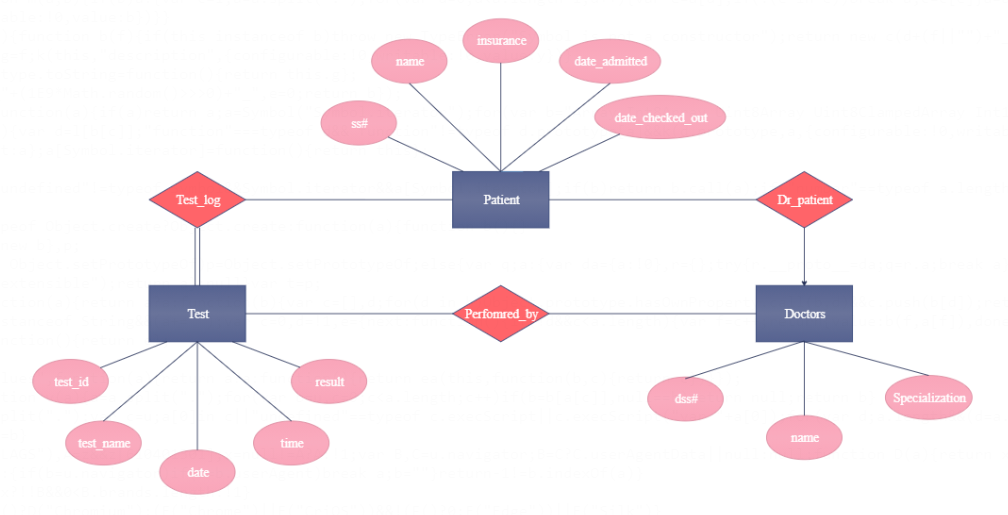 insurance
name
date_admitted
date_checked_out
ss#
Test_log
Patient
Dr_patient
Test
Perfomred_by
Doctors
test_id
result
dss#
Specialization
test_name
time
name
date